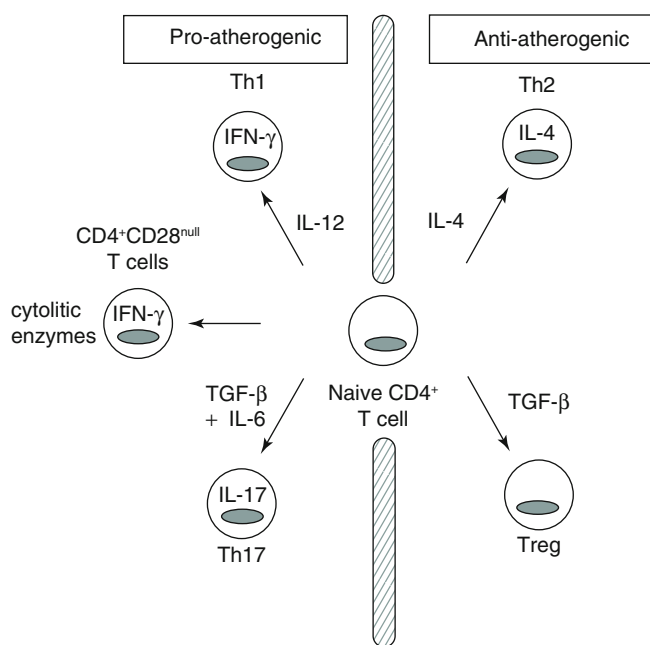 Pro-atherogenic
Anti-atherogenic
Th1
Th2
IFN-γ
IL-4
IL-12
IL-4
CD4⁺CD28ⁿᵘˡˡ
T cells
cytolitic
enzymes
IFN-γ
TGF-β
+ IL-6
Naive CD4⁺
T cell
TGF-β
IL-17
Th17
Treg